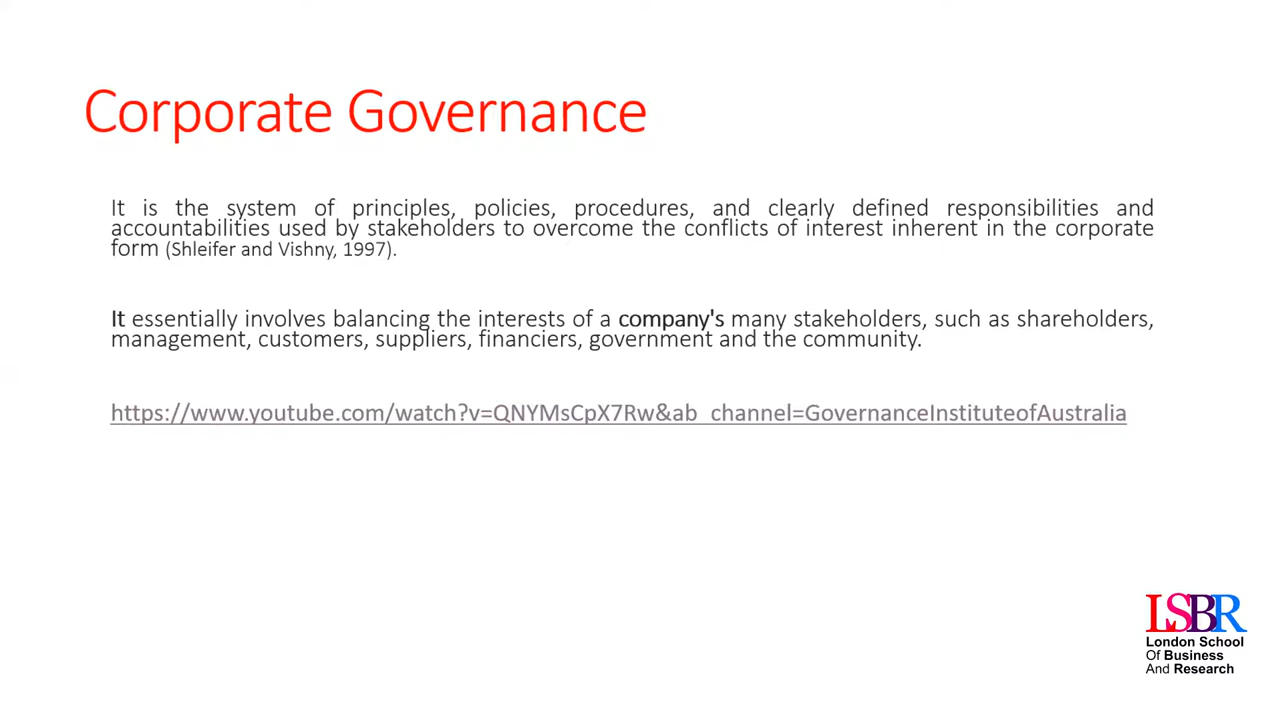 Corporate Governance
It is the system of principles, policies, procedures, and clearly defined responsibilities and
accountabilities used by stakeholders to overcome the conflicts of interest inherent in the corporate
form (Shleifer and Vishny, 1997).
It essentially involves balancing the interests of a company's many stakeholders, such as shareholders,
management, customers, suppliers, financiers, government and the community.
https://www.youtube.com/watch?v=QNYMsCpX7Rw&ab_channel=GovernanceInstituteofAustralia
LSBR
London School
Of Business
And Research